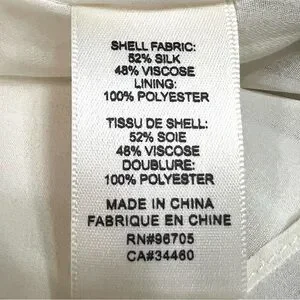 SHELL FABRIC:
52% SILK
48% VISCOSE
LINING:
100% POLYESTER
TISSU DE SHELL:
52% SOIE
48% VISCOSE
DOUBLURE:
100% POLYESTER
MADE IN CHINA
FABRIQUE EN CHINE
RN#96705
CA#34460